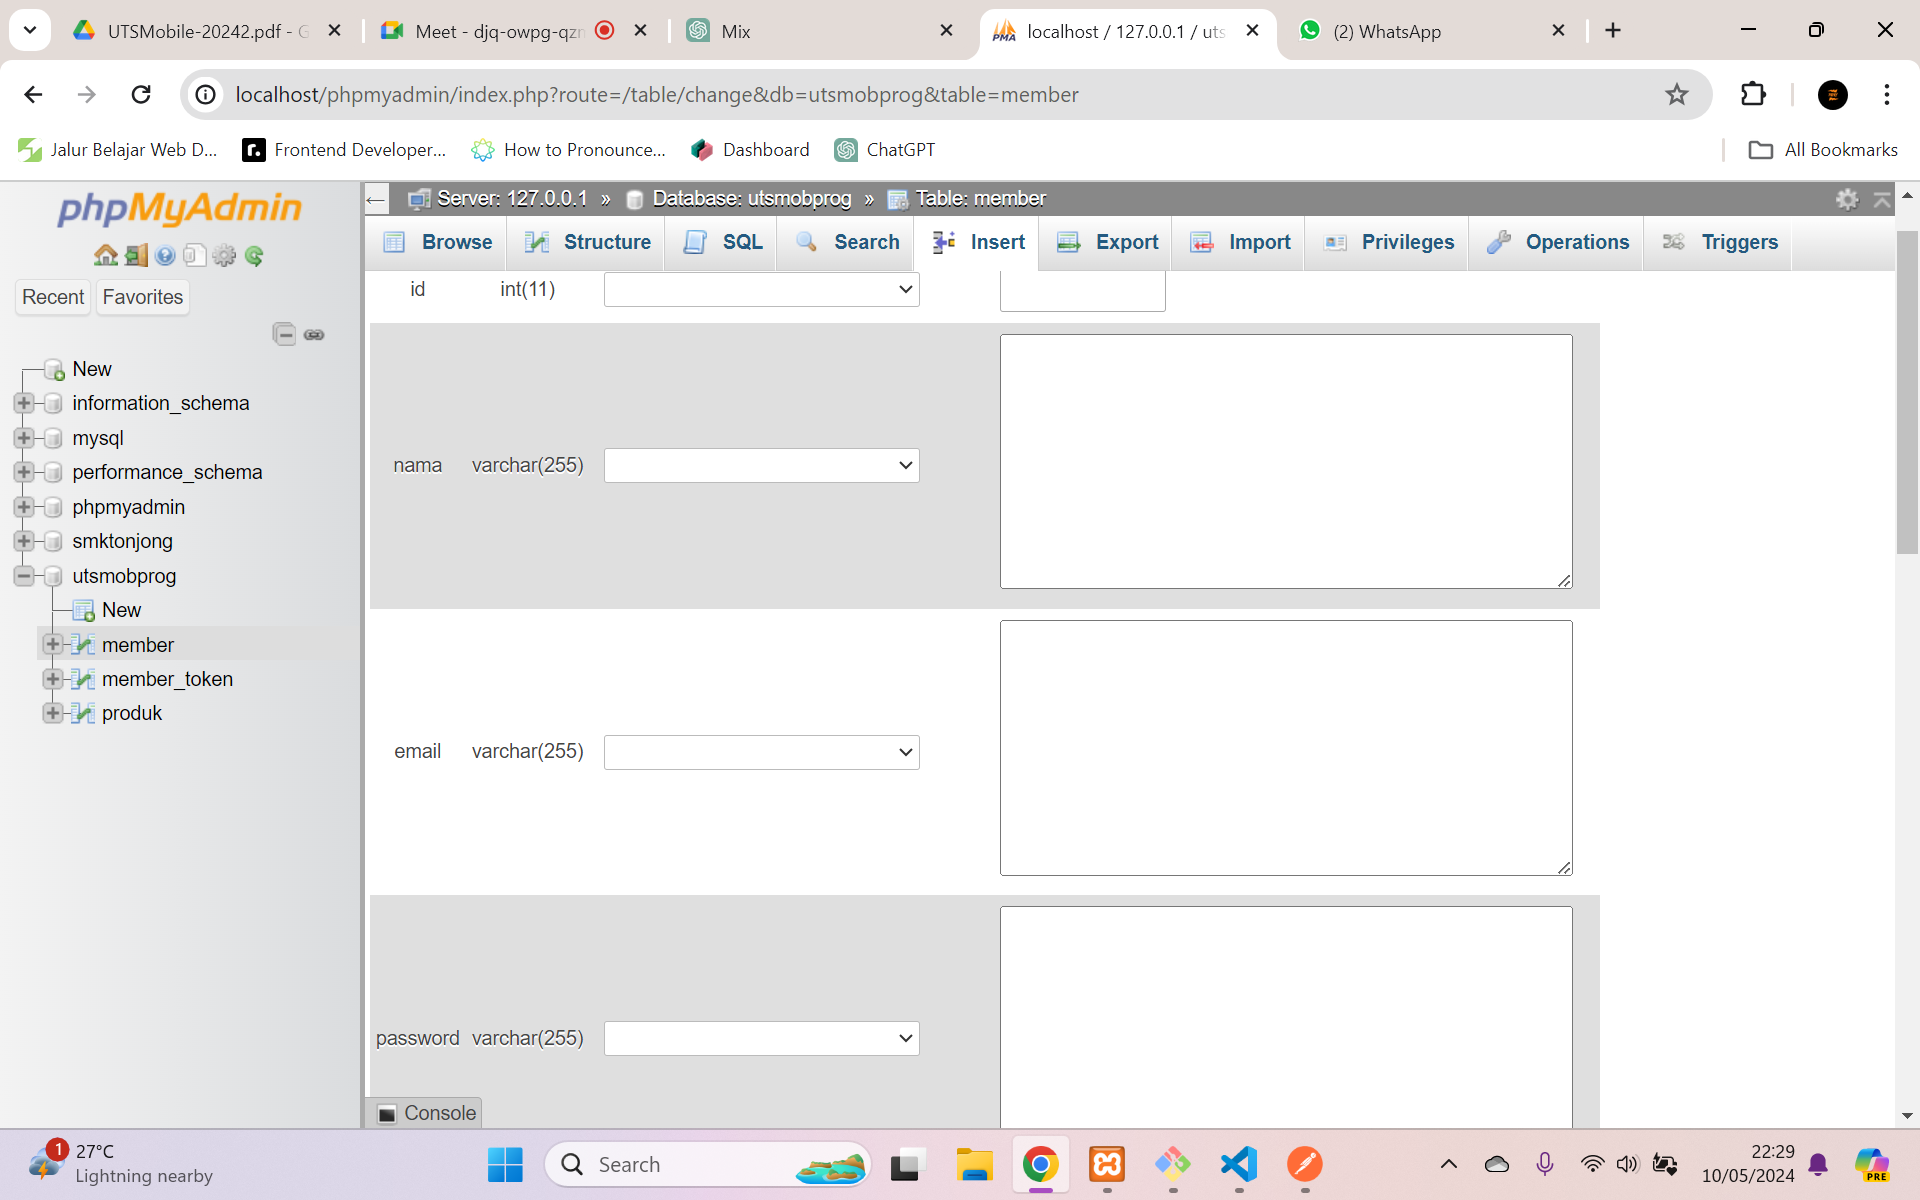 UTSMobile-20242.pdf - G
Meet - djq-owpg-qzn
Mix
localhost / 127.0.0.1 / uts
(2) WhatsApp
localhost/phpmyadmin/index.php?route=/table/change&db=utsmobprog&table=member
Jalur Belajar Web D...
Frontend Developer...
How to Pronounce...
Dashboard
ChatGPT
All Bookmarks
phpMyAdmin
Recent
Favorites
New
information_schema
mysql
performance_schema
phpmyadmin
smktonjong
utsmobprog
New
member
member_token
produk
Server: 127.0.0.1 » Database: utsmobprog » Table: member
Browse
Structure
SQL
Search
Insert
Export
Import
Privileges
Operations
Triggers
id int(11)
nama varchar(255)
email varchar(255)
password varchar(255)
Console
1
27°C
Lightning nearby
Search
22:29
10/05/2024
PRE